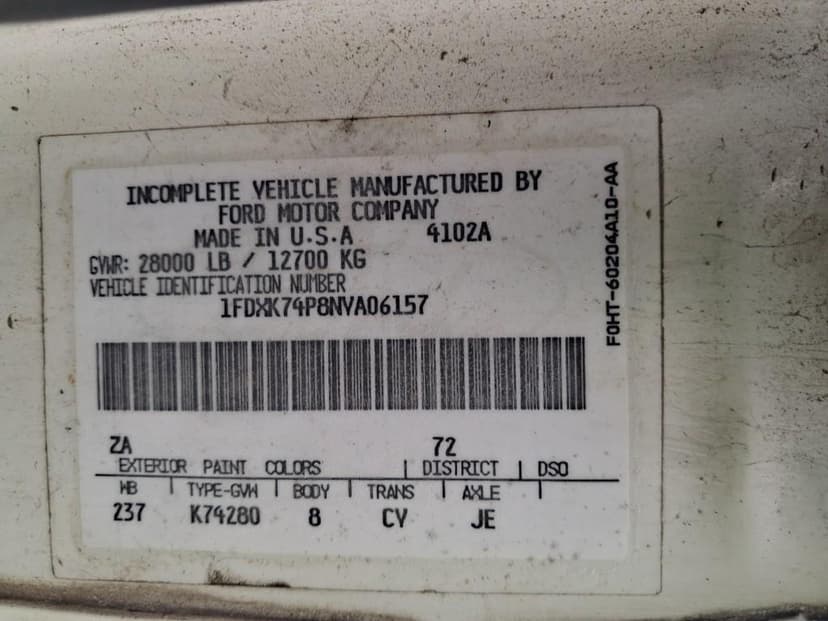 INCOMPLETE VEHICLE MANUFACTURED BY
FORD MOTOR COMPANY
MADE IN U.S.A 4102A
GVWR: 28000 LB / 12700 KG
VEHICLE IDENTIFICATION NUMBER
1FDXK74P8NVA06157
F0HT-60204A10-AA
ZA 72
EXTERIOR PAINT COLORS | DISTRICT | DSO
WB | TYPE-GVW | BODY | TRANS | AXLE |
237 K74280 8 CY JE